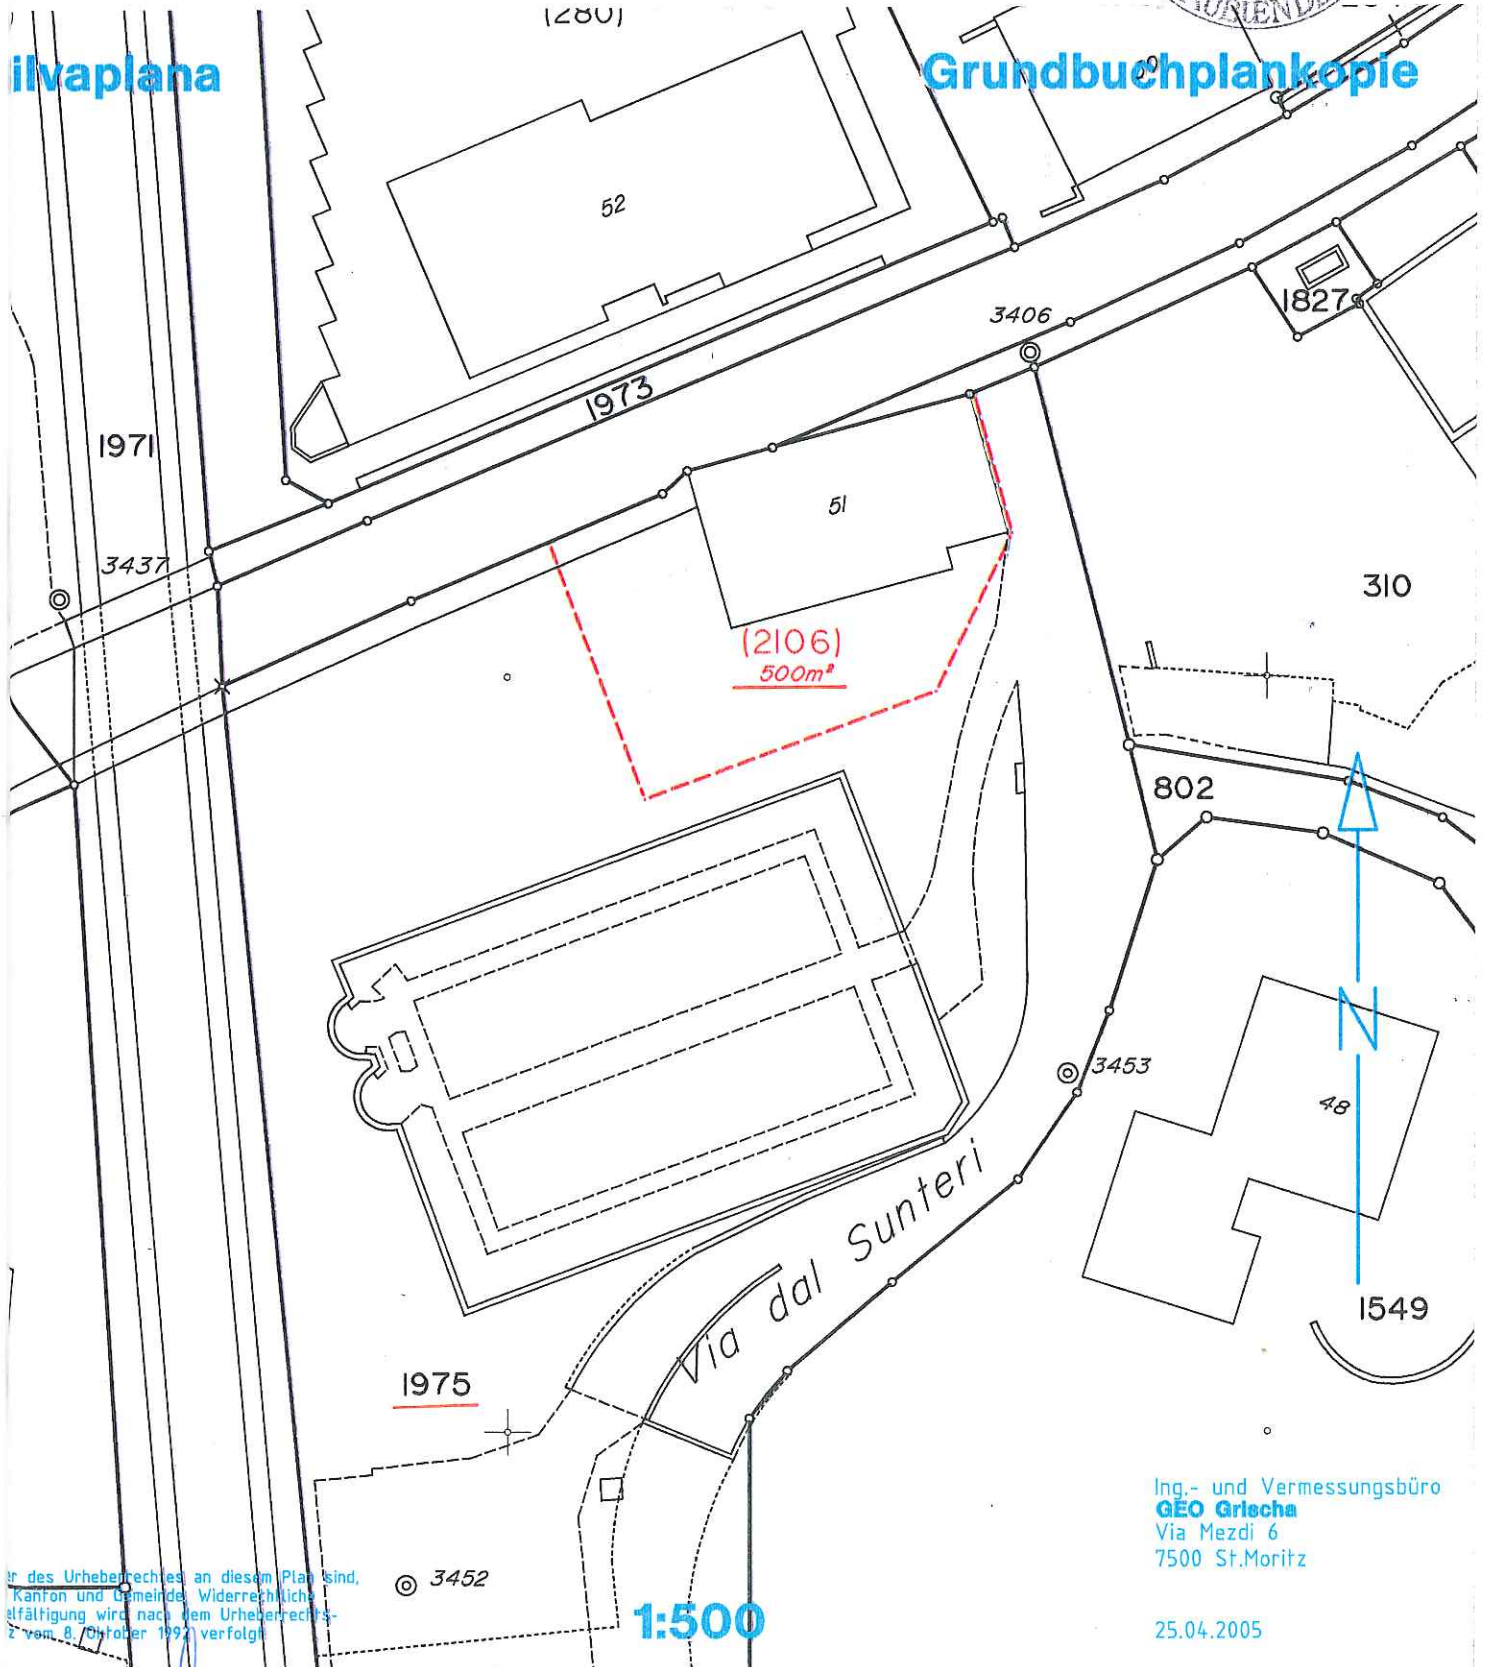 (280)
ilvaplana
Grundbuchplankopie
52
1827
3406
1973
1971
51
3437
310
(2106)
500m²
802
3453
48
Via dal Sunteri
1549
1975
Ing.- und Vermessungsbüro
GEO Grischa
Via Mezdi 6
7500 St.Moritz
3452
r des Urheberrechtes an diesem Plan sind,
Kanton und Gemeinde. Widerrechtliche
elfältigung wird nach dem Urheberrechts-
z vom 8. Oktober 1992 verfolgt
1:500
25.04.2005
N